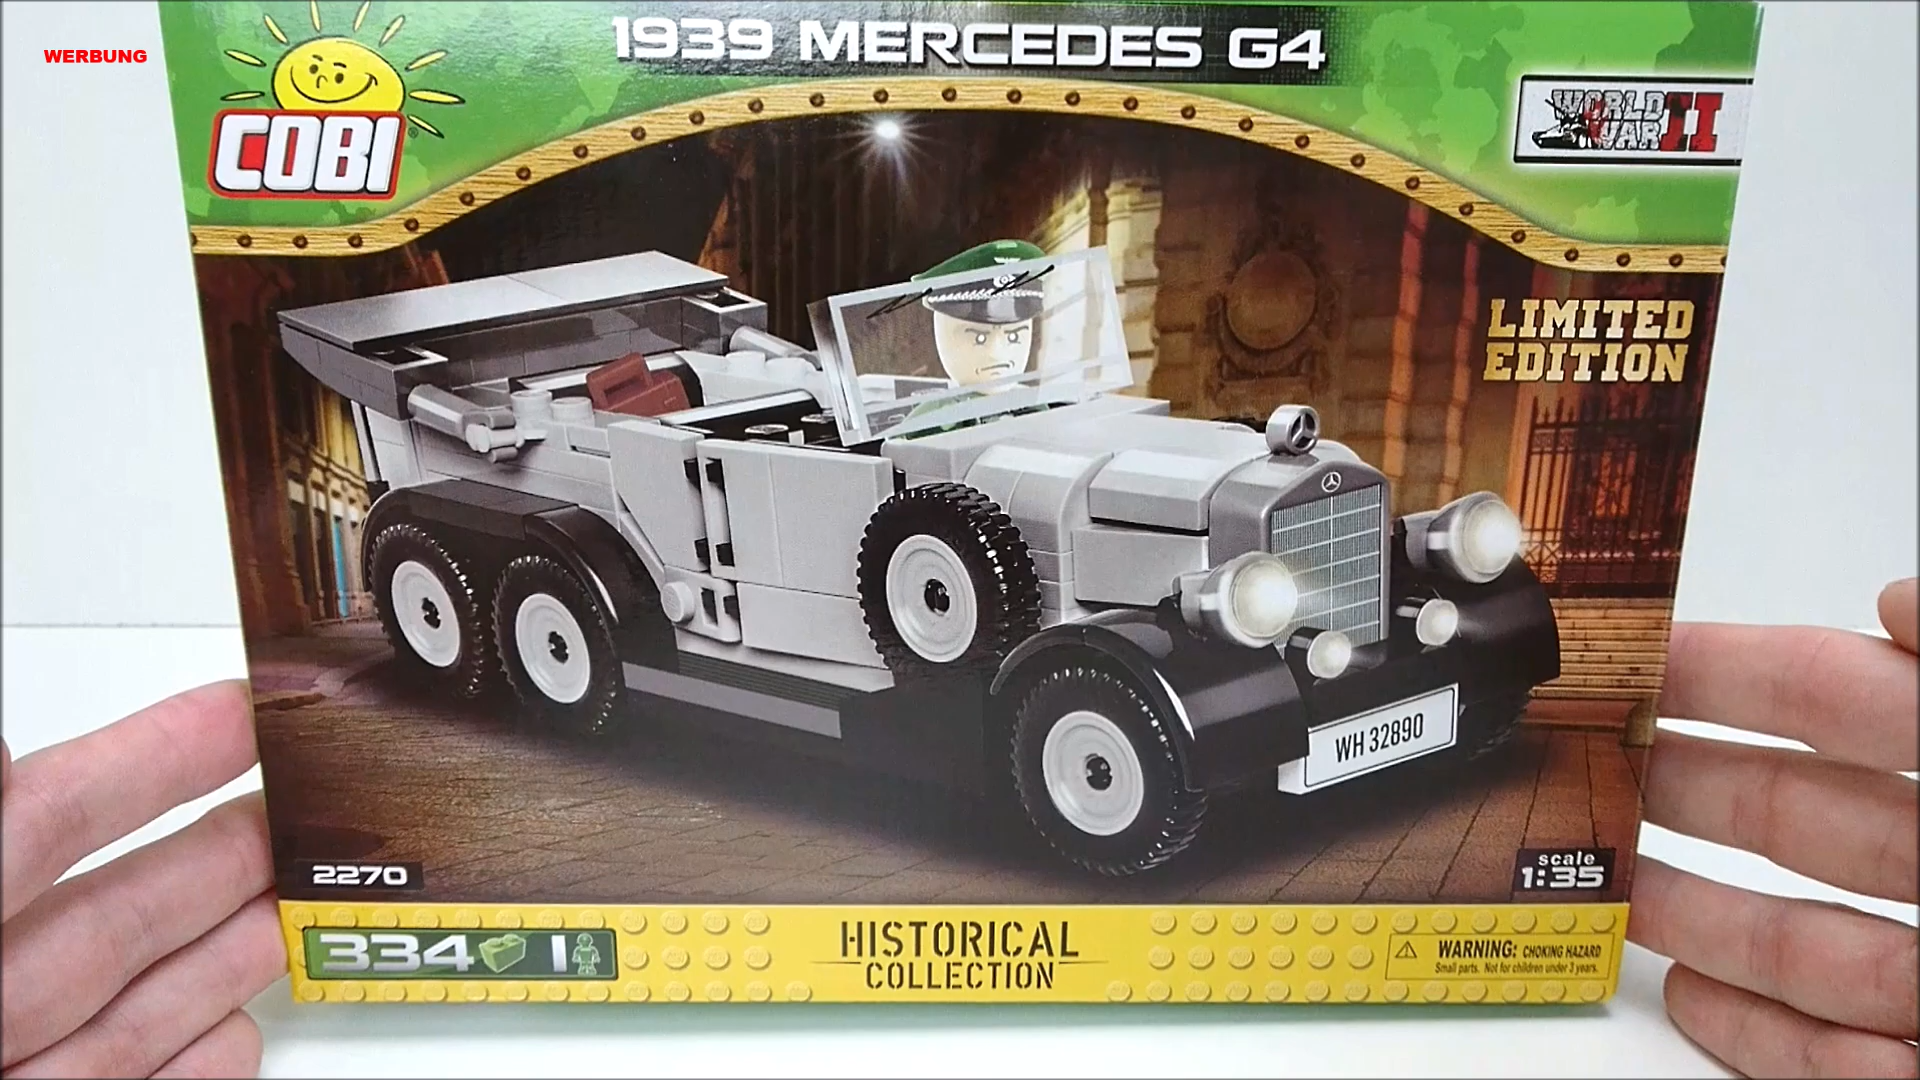 WERBUNG
1939 MERCEDES G4
COBI
WORLD
WAR II
LIMITED
EDITION
WH 32890
2270
scale
1:35
334 1
HISTORICAL
COLLECTION
WARNING: CHOKING HAZARD
Small parts. Not for children under 3 years.